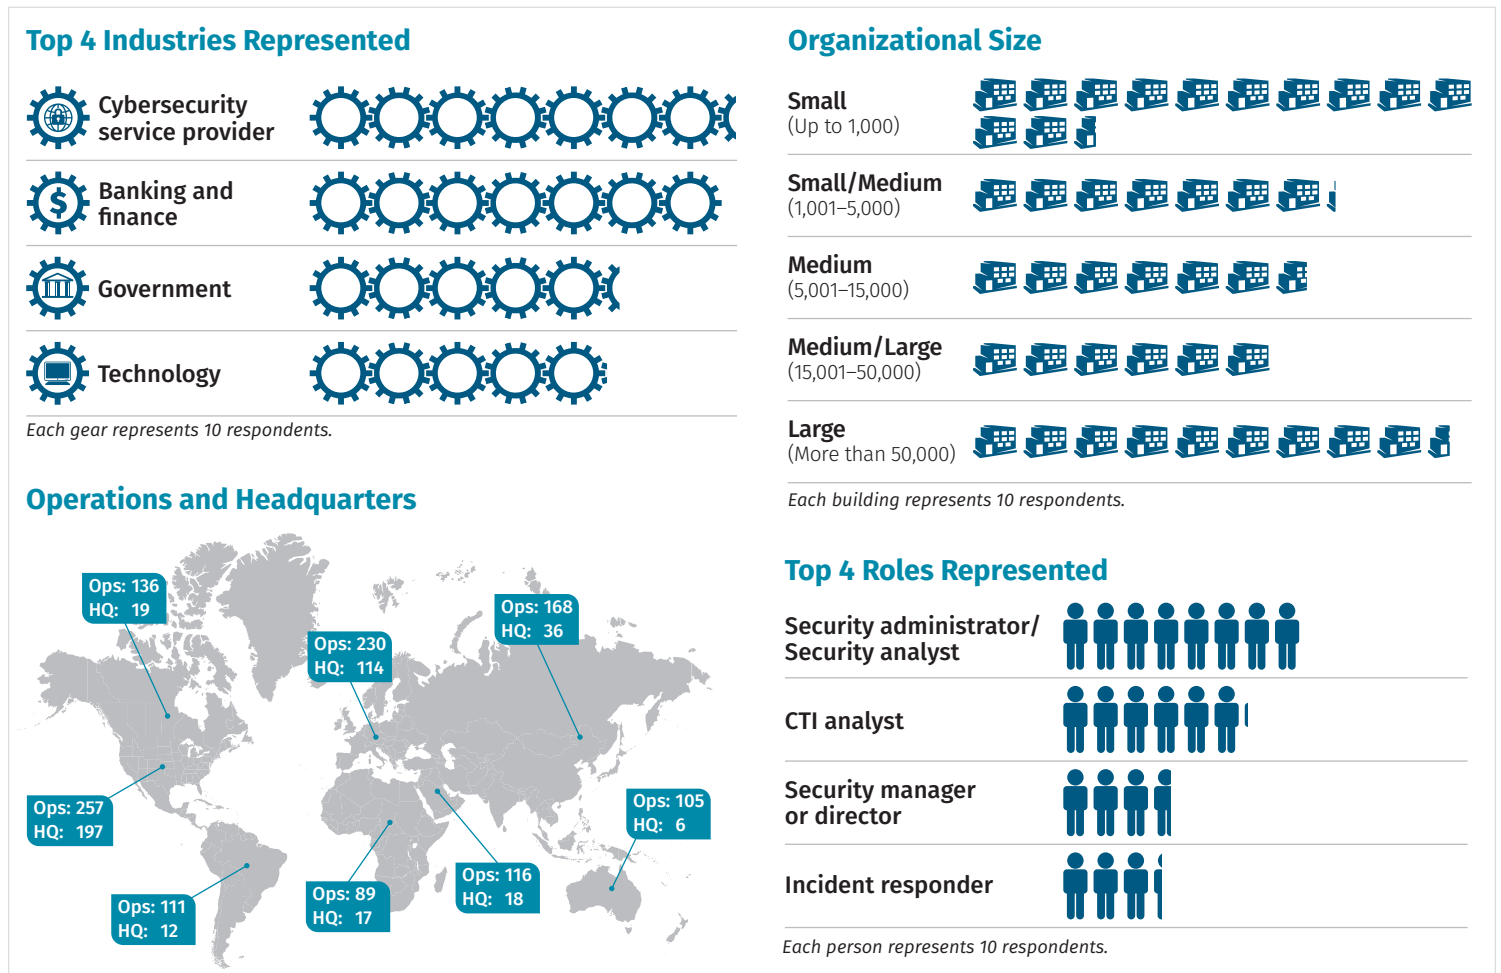 Top 4 Industries Represented
Cybersecurity
service provider
Banking and
finance
$
Government
Technology
Each gear represents 10 respondents.
Operations and Headquarters
Ops: 136
HQ: 19
Ops: 230
HQ: 114
Ops: 168
HQ: 36
Ops: 257
HQ: 197
Ops: 105
HQ: 6
Ops: 111
HQ: 12
Ops: 89
HQ: 17
Ops: 116
HQ: 18
Organizational Size
Small
(Up to 1,000)
Small/Medium
(1,001–5,000)
Medium
(5,001–15,000)
Medium/Large
(15,001–50,000)
Large
(More than 50,000)
Each building represents 10 respondents.
Top 4 Roles Represented
Security administrator/
Security analyst
CTI analyst
Security manager
or director
Incident responder
Each person represents 10 respondents.